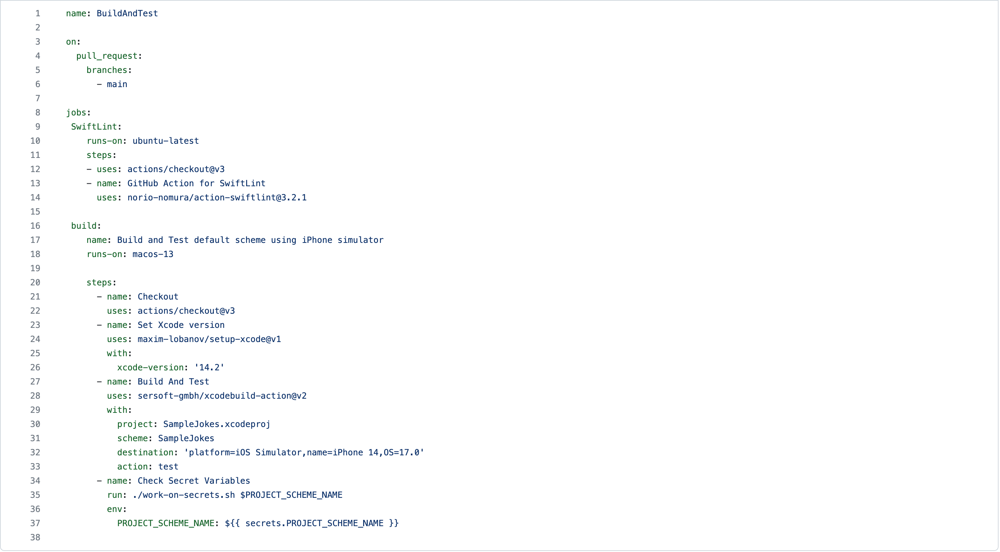 1 name: BuildAndTest
2
3 on:
4   pull_request:
5     branches:
6       - main
7
8 jobs:
9  SwiftLint:
10     runs-on: ubuntu-latest
11     steps:
12     - uses: actions/checkout@v3
13     - name: GitHub Action for SwiftLint
14       uses: norio-nomura/action-swiftlint@3.2.1
15
16  build:
17     name: Build and Test default scheme using iPhone simulator
18     runs-on: macos-13
19
20     steps:
21       - name: Checkout
22         uses: actions/checkout@v3
23       - name: Set Xcode version
24         uses: maxim-lobanov/setup-xcode@v1
25         with:
26           xcode-version: '14.2'
27       - name: Build And Test
28         uses: sersoft-gmbh/xcodebuild-action@v2
29         with:
30           project: SampleJokes.xcodeproj
31           scheme: SampleJokes
32           destination: 'platform=iOS Simulator,name=iPhone 14,OS=17.0'
33           action: test
34       - name: Check Secret Variables
35         run: ./work-on-secrets.sh $PROJECT_SCHEME_NAME
36         env:
37           PROJECT_SCHEME_NAME: ${{ secrets.PROJECT_SCHEME_NAME }}
38